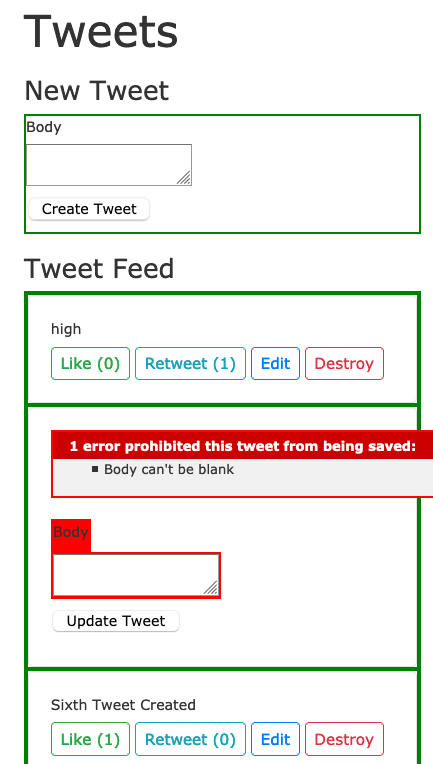 Tweets
New Tweet
Body
Create Tweet
Tweet Feed
high
Like (0) Retweet (1) Edit Destroy
1 error prohibited this tweet from being saved:
Body can't be blank
Body
Update Tweet
Sixth Tweet Created
Like (1) Retweet (0) Edit Destroy